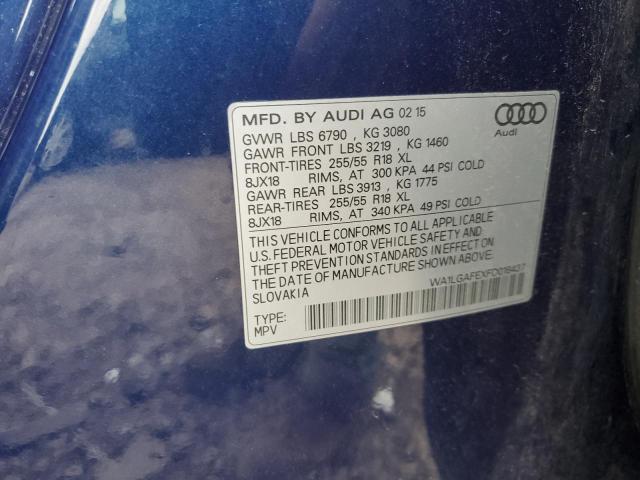 MFD. BY AUDI AG 02 15
GVWR LBS 6790 , KG 3080
GAWR FRONT LBS 3219 , KG 1460
FRONT-TIRES 255/55 R18 XL
8JX18 RIMS, AT 300 KPA 44 PSI COLD
GAWR REAR LBS 3913 , KG 1775
REAR-TIRES 255/55 R18 XL
8JX18 RIMS, AT 340 KPA 49 PSI COLD
Audi
THIS VEHICLE CONFORMS TO ALL APPLICABLE
U.S. FEDERAL MOTOR VEHICLE SAFETY AND
THEFT PREVENTION STANDARDS IN EFFECT ON
THE DATE OF MANUFACTURE SHOWN ABOVE.
SLOVAKIA
WA1LGAFEXFD018437
TYPE:
MPV